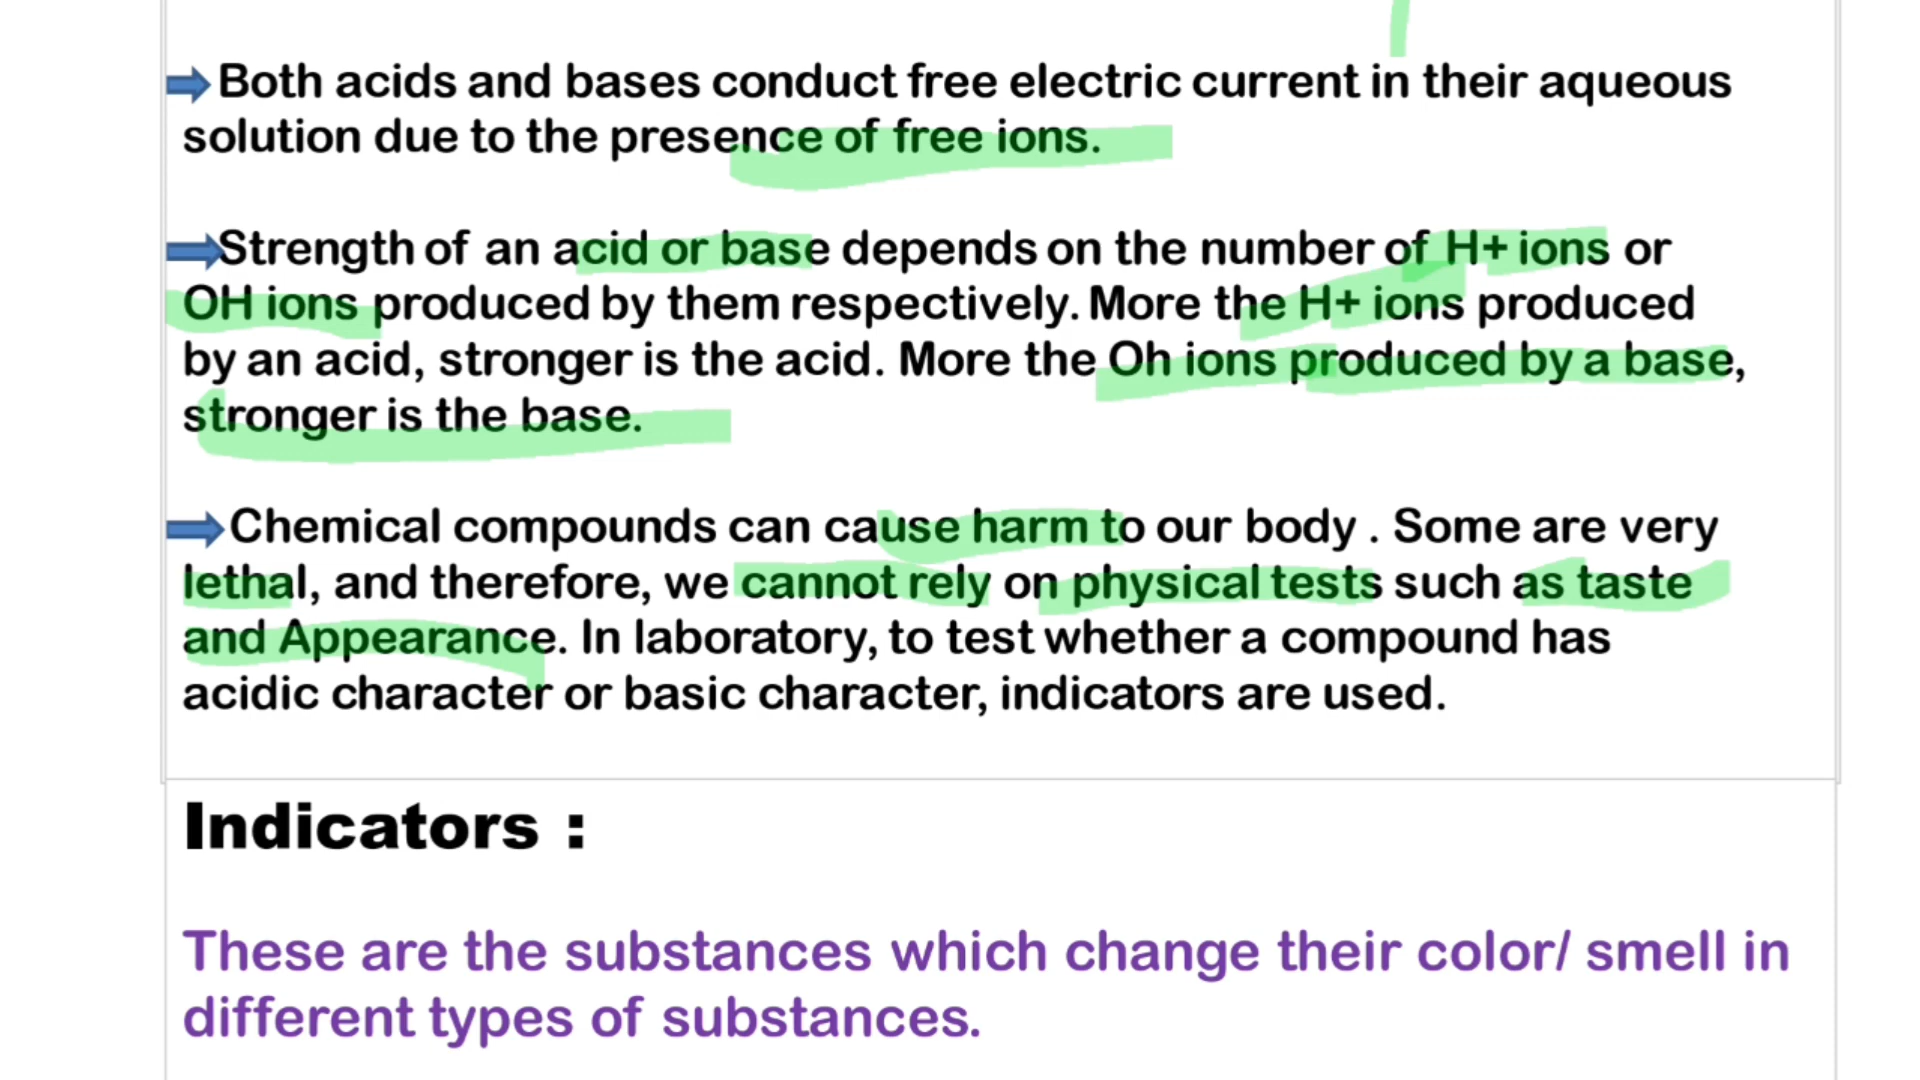 Both acids and bases conduct free electric current in their aqueous
solution due to the presence of free ions.
Strength of an acid or base depends on the number of H+ ions or
OH ions produced by them respectively. More the H+ ions produced
by an acid, stronger is the acid. More the Oh ions produced by a base,
stronger is the base.
Chemical compounds can cause harm to our body . Some are very
lethal, and therefore, we cannot rely on physical tests such as taste
and Appearance. In laboratory, to test whether a compound has
acidic character or basic character, indicators are used.
Indicators :
These are the substances which change their color/ smell in
different types of substances.